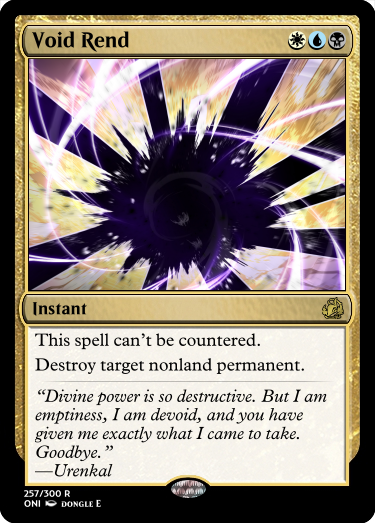 Void Rend
Instant
This spell can't be countered.
Destroy target nonland permanent.
“Divine power is so destructive. But I am
emptiness, I am devoid, and you have
given me exactly what I came to take.
Goodbye.”
—Urenkal
257/300 R
ONI DONGLE E